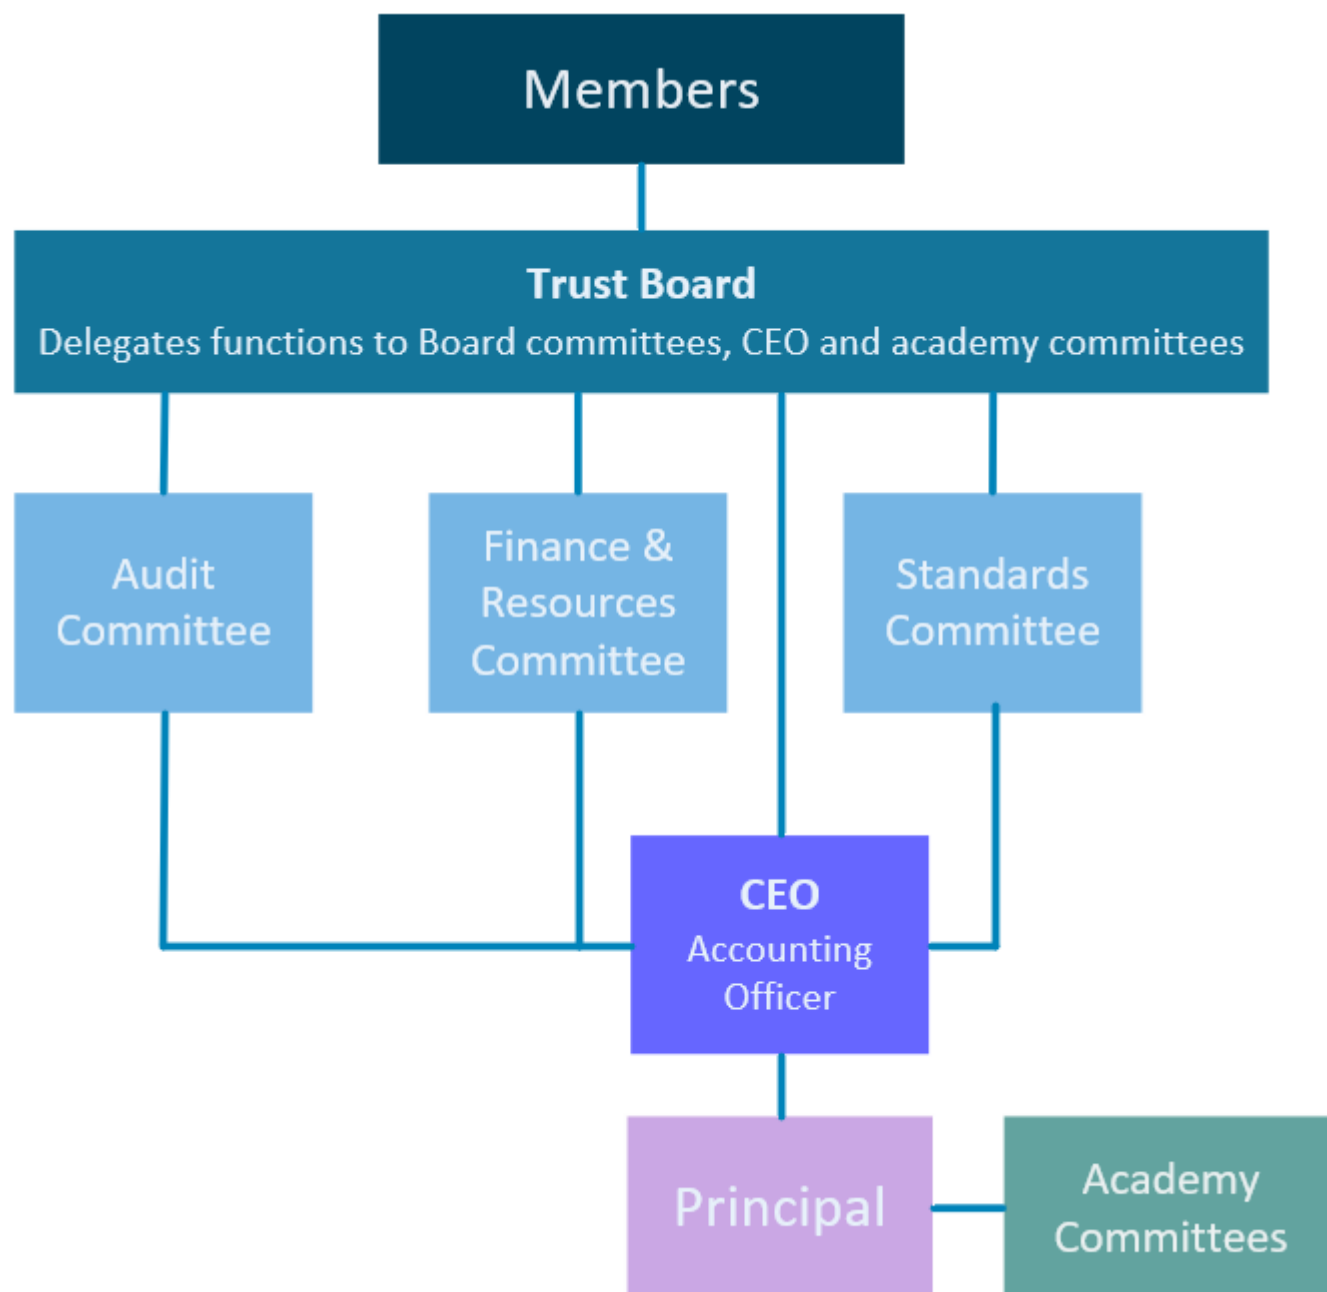 Members
Trust Board
Delegates functions to Board committees, CEO and academy committees
Audit
Committee
Finance &
Resources
Committee
Standards
Committee
CEO
Accounting
Officer
Principal
Academy
Committees